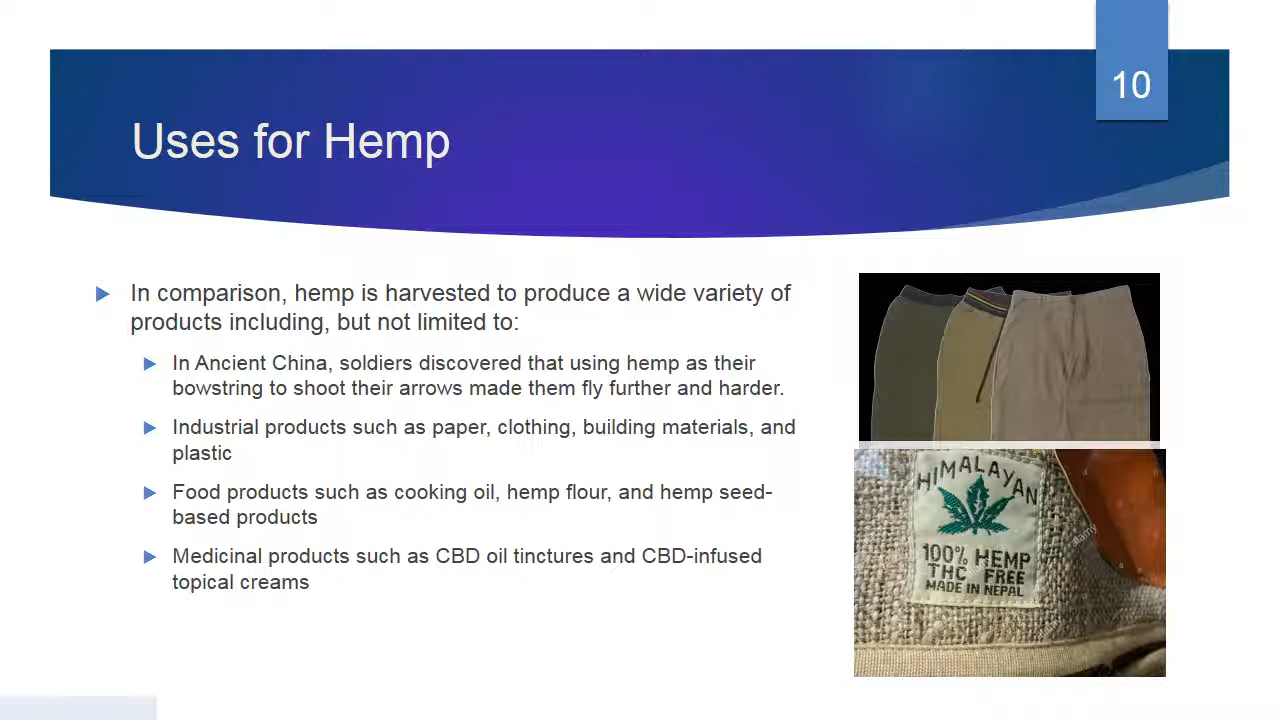 10
Uses for Hemp
In comparison, hemp is harvested to produce a wide variety of
products including, but not limited to:
In Ancient China, soldiers discovered that using hemp as their
bowstring to shoot their arrows made them fly further and harder.
Industrial products such as paper, clothing, building materials, and
plastic
Food products such as cooking oil, hemp flour, and hemp seed-
based products
Medicinal products such as CBD oil tinctures and CBD-infused
topical creams
HIMALAYAN
100% HEMP
THC FREE
MADE IN NEPAL
alamy
alamy
alamy
a
a
a
a